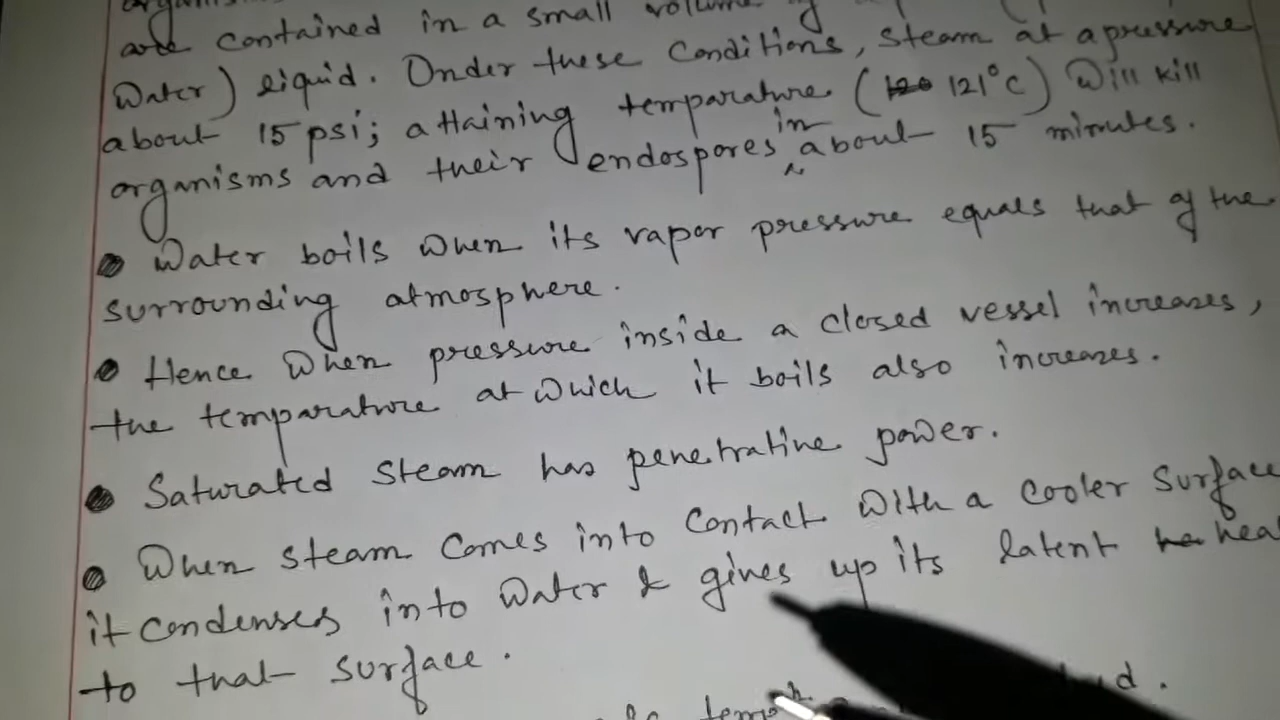 are contained in a small volume
Water) liquid. Under these Conditions, steam at a pressure
about 15 psi; attaining temparature (121°C) Will kill
organisms and their endospores in about 15 minutes.
Water boils when its vapor pressure equals that of the
surrounding atmosphere.
Hence when pressure inside a closed vessel increases,
the temparature at which it boils also increases.
Saturated steam has penetrative power.
When steam comes into contact with a cooler surface
it condenses into water & gives up its latent hea
to that surface.